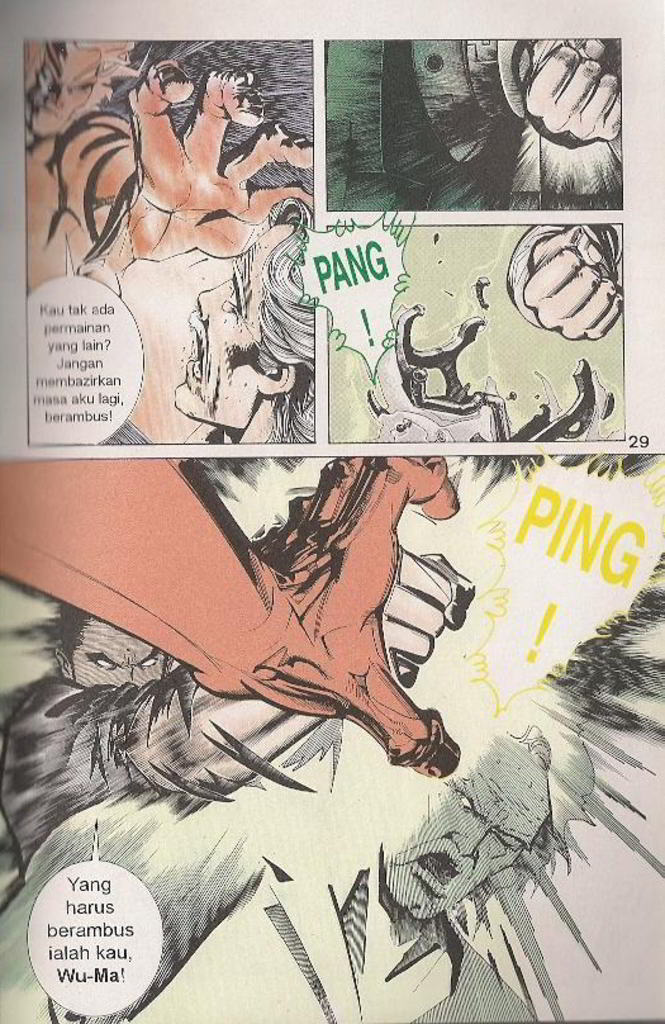 Kau tak ada
permainan
yang lain?
Jangan
membazirkan
masa aku lagi,
berambus!
PANG
!
29
PING
!
Yang
harus
berambus
ialah kau,
Wu-Ma!